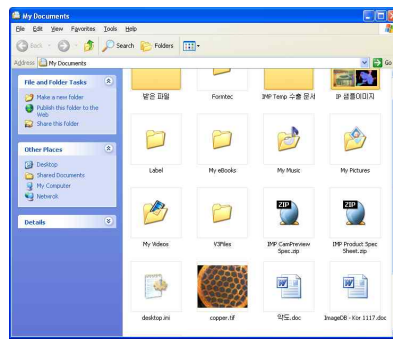 My Documents
File Edit View Favorites Tools Help
Back Search Folders
Address My Documents Go
File and Folder Tasks
Make a new folder
Publish this folder to the
Web
Share this folder
Other Places
Desktop
Shared Documents
My Computer
Network
Details
받은 파일 Formtec IMP Temp 수출 문서 IP 샘플이미지
Label My eBooks My Music My Pictures
ZIP ZIP
My Videos V3Files IMP CamPreview IMP Product Spec
Spec.zip Sheet.zip
desktop.ini copper.tif 약도.doc ImageDB - Kor 1117.doc